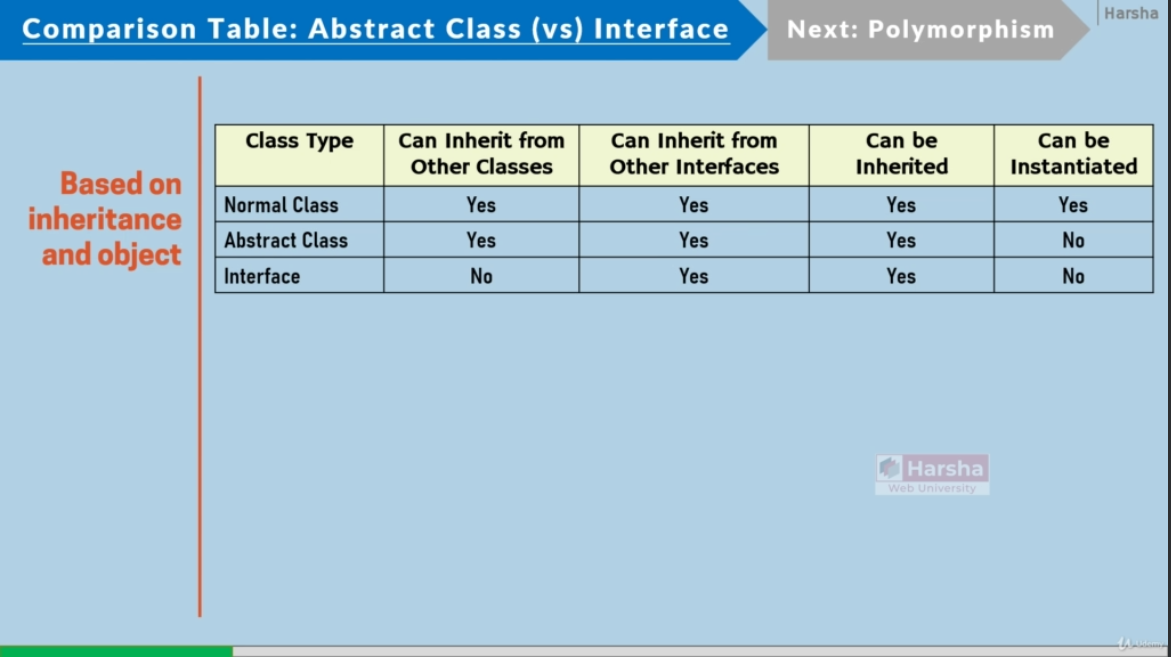 Comparison Table: Abstract Class (vs) Interface
Next: Polymorphism
Harsha
Based on
inheritance
and object
Class Type Can Inherit from Other Classes Can Inherit from Other Interfaces Can be Inherited Can be Instantiated
Normal Class Yes Yes Yes Yes
Abstract Class Yes Yes Yes No
Interface No Yes Yes No
Harsha
Web University
Udemy